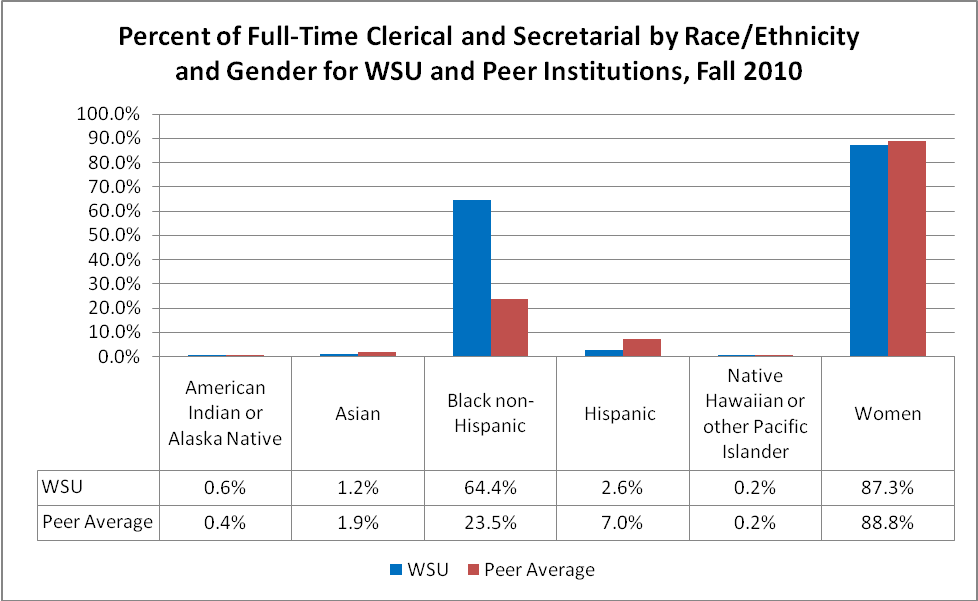 Percent of Full-Time Clerical and Secretarial by Race/Ethnicity
and Gender for WSU and Peer Institutions, Fall 2010
100.0%
90.0%
80.0%
70.0%
60.0%
50.0%
40.0%
30.0%
20.0%
10.0%
0.0%
American
Indian or
Alaska Native
Asian
Black non-
Hispanic
Hispanic
Native
Hawaiian or
other Pacific
Islander
Women
WSU 0.6% 1.2% 64.4% 2.6% 0.2% 87.3%
Peer Average 0.4% 1.9% 23.5% 7.0% 0.2% 88.8%
WSU Peer Average